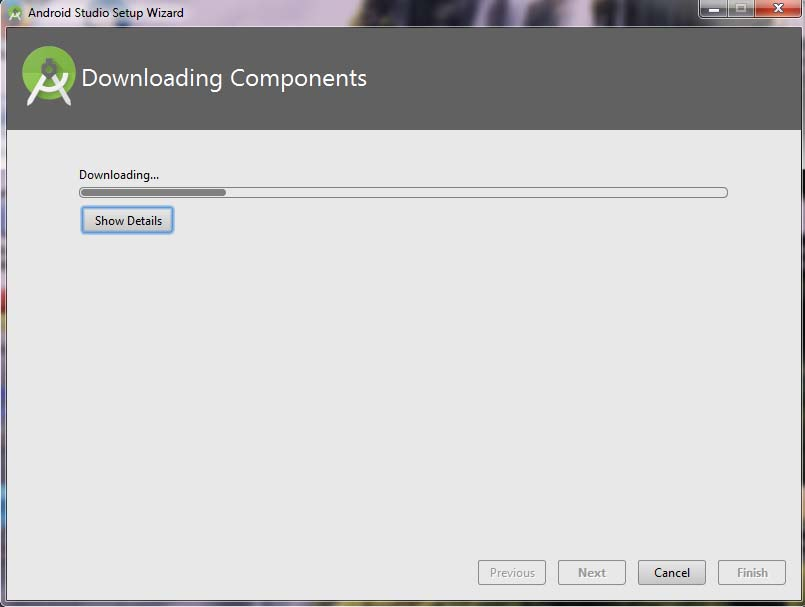 Android Studio Setup Wizard
Downloading Components
Downloading...
Show Details
Previous
Next
Cancel
Finish